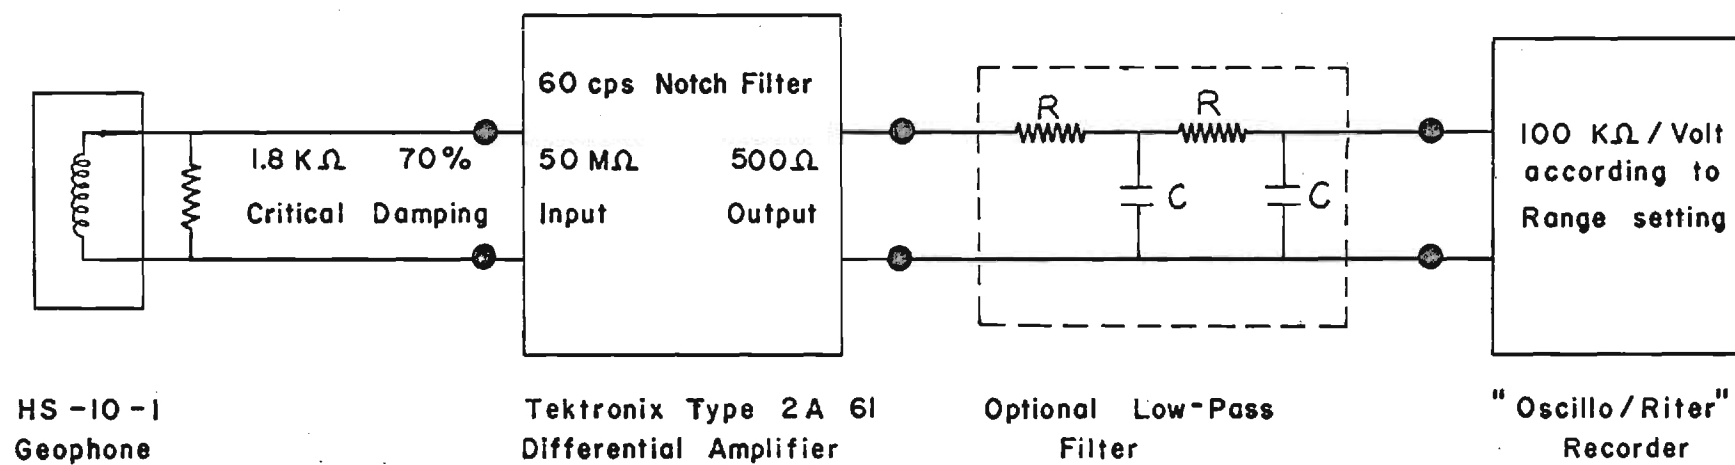 60 cps Notch Filter
R
R
1.8 KΩ 70%
Critical Damping
50 MΩ 500Ω
Input Output
C
C
100 KΩ / Volt
according to
Range setting
HS -10-1
Geophone
Tektronix Type 2A 61
Differential Amplifier
Optional Low-Pass
Filter
"Oscillo/Riter"
Recorder